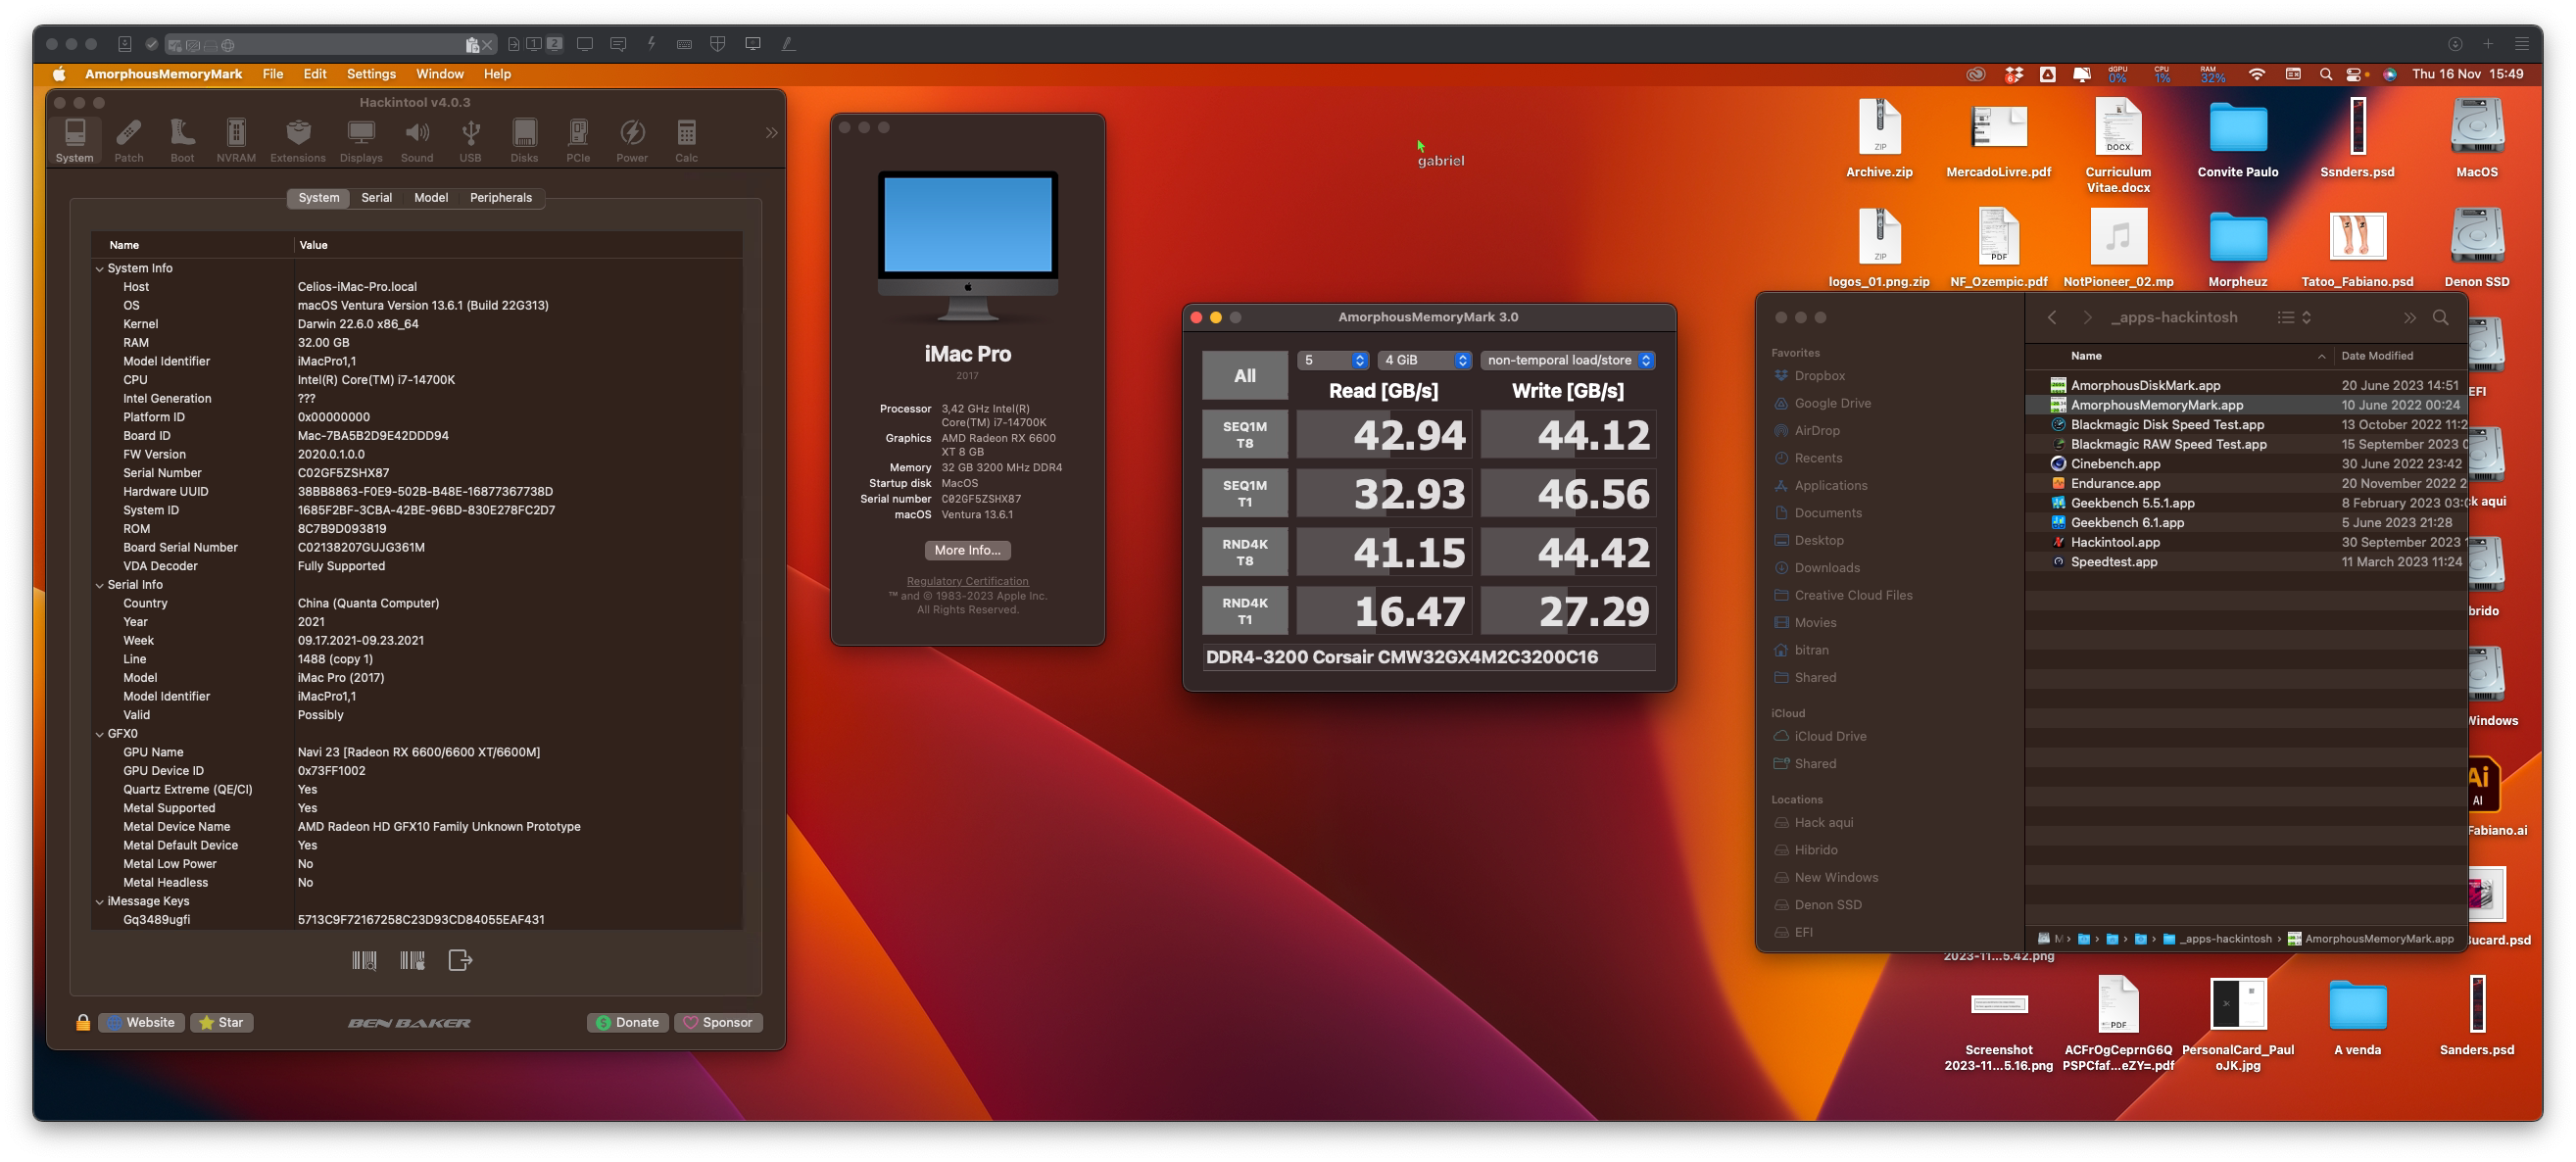 AmorphousMemoryMark File Edit Settings Window Help
6 dGPU 0% CPU 1% RAM 32% Thu 16 Nov 15:49
Hackintool v4.0.3
System Patch Boot NVRAM Extensions Displays Sound USB Disks PCIe Power Calc
System Serial Model Peripherals
Name Value
System Info
Host Celios-iMac-Pro.local
OS macOS Ventura Version 13.6.1 (Build 22G313)
Kernel Darwin 22.6.0 x86_64
RAM 32.00 GB
Model Identifier iMacPro1,1
CPU Intel(R) Core(TM) i7-14700K
Intel Generation ???
Platform ID 0x00000000
Board ID Mac-7BA5B2D9E42DDD94
FW Version 2020.0.1.0.0
Serial Number C02GF5ZSHX87
Hardware UUID 38BB8863-F0E9-502B-B48E-16877367738D
System ID 1685F2BF-3CBA-42BE-96BD-830E278FC2D7
ROM 8C7B9D093819
Board Serial Number C02138207GUJG361M
VDA Decoder Fully Supported
Serial Info
Country China (Quanta Computer)
Year 2021
Week 09.17.2021-09.23.2021
Line 1488 (copy 1)
Model iMac Pro (2017)
Model Identifier iMacPro1,1
Valid Possibly
GFX0
GPU Name Navi 23 [Radeon RX 6600/6600 XT/6600M]
GPU Device ID 0x73FF1002
Quartz Extreme (QE/CI) Yes
Metal Supported Yes
Metal Device Name AMD Radeon HD GFX10 Family Unknown Prototype
Metal Default Device Yes
Metal Low Power No
Metal Headless No
iMessage Keys
Gq3489ugfi 5713C9F72167258C23D93CD84055EAF431
Website Star BEN BAKER Donate Sponsor
iMac Pro
2017
Processor 3,42 GHz Intel(R)
Core(TM) i7-14700K
Graphics AMD Radeon RX 6600
XT 8 GB
Memory 32 GB 3200 MHz DDR4
Startup disk MacOS
Serial number C02GF5ZSHX87
macOS Ventura 13.6.1
More Info...
Regulatory Certification
™ and © 1983-2023 Apple Inc.
All Rights Reserved.
gabriel
AmorphousMemoryMark 3.0
All 5 4 GiB non-temporal load/store
Read [GB/s] Write [GB/s]
SEQ1M T8 42.94 44.12
SEQ1M T1 32.93 46.56
RND4K T8 41.15 44.42
RND4K T1 16.47 27.29
DDR4-3200 Corsair CMW32GX4M2C3200C16
ZIP DOCX
Archive.zip MercadoLivre.pdf Curriculum Vitae.docx Convite Paulo Ssnders.psd MacOS
ZIP PDF
logos_01.png.zip NF_Ozempic.pdf NotPioneer_02.mp Morpheuz Tatoo_Fabiano.psd Denon SSD
_apps-hackintosh
Favorites
Dropbox
Google Drive
AirDrop
Recents
Applications
Documents
Desktop
Downloads
Creative Cloud Files
Movies
bitran
Shared
iCloud
iCloud Drive
Shared
Locations
Hack aqui
Hibrido
New Windows
Denon SSD
EFI
Name Date Modified
AmorphousDiskMark.app 20 June 2023 14:51
AmorphousMemoryMark.app 10 June 2022 00:24
Blackmagic Disk Speed Test.app 13 October 2022 11:2
Blackmagic RAW Speed Test.app 15 September 2023 0
Cinebench.app 30 June 2022 23:42
Endurance.app 20 November 2022 2
Geekbench 5.5.1.app 8 February 2023 03:
Geekbench 6.1.app 5 June 2023 21:28
Hackintool.app 30 September 2023 1
Speedtest.app 11 March 2023 11:24
M _apps-hackintosh AmorphousMemoryMark.app
EFI
k aqui
brido
Windows
Ai
AI
Fabiano.ai
Bucard.psd
2023-11...5.42.png
PDF
Screenshot 2023-11...5.16.png
ACFrOgCeprnG6Q PSPCfaf...eZY=.pdf
PersonalCard_Paul oJK.jpg
A venda
Sanders.psd